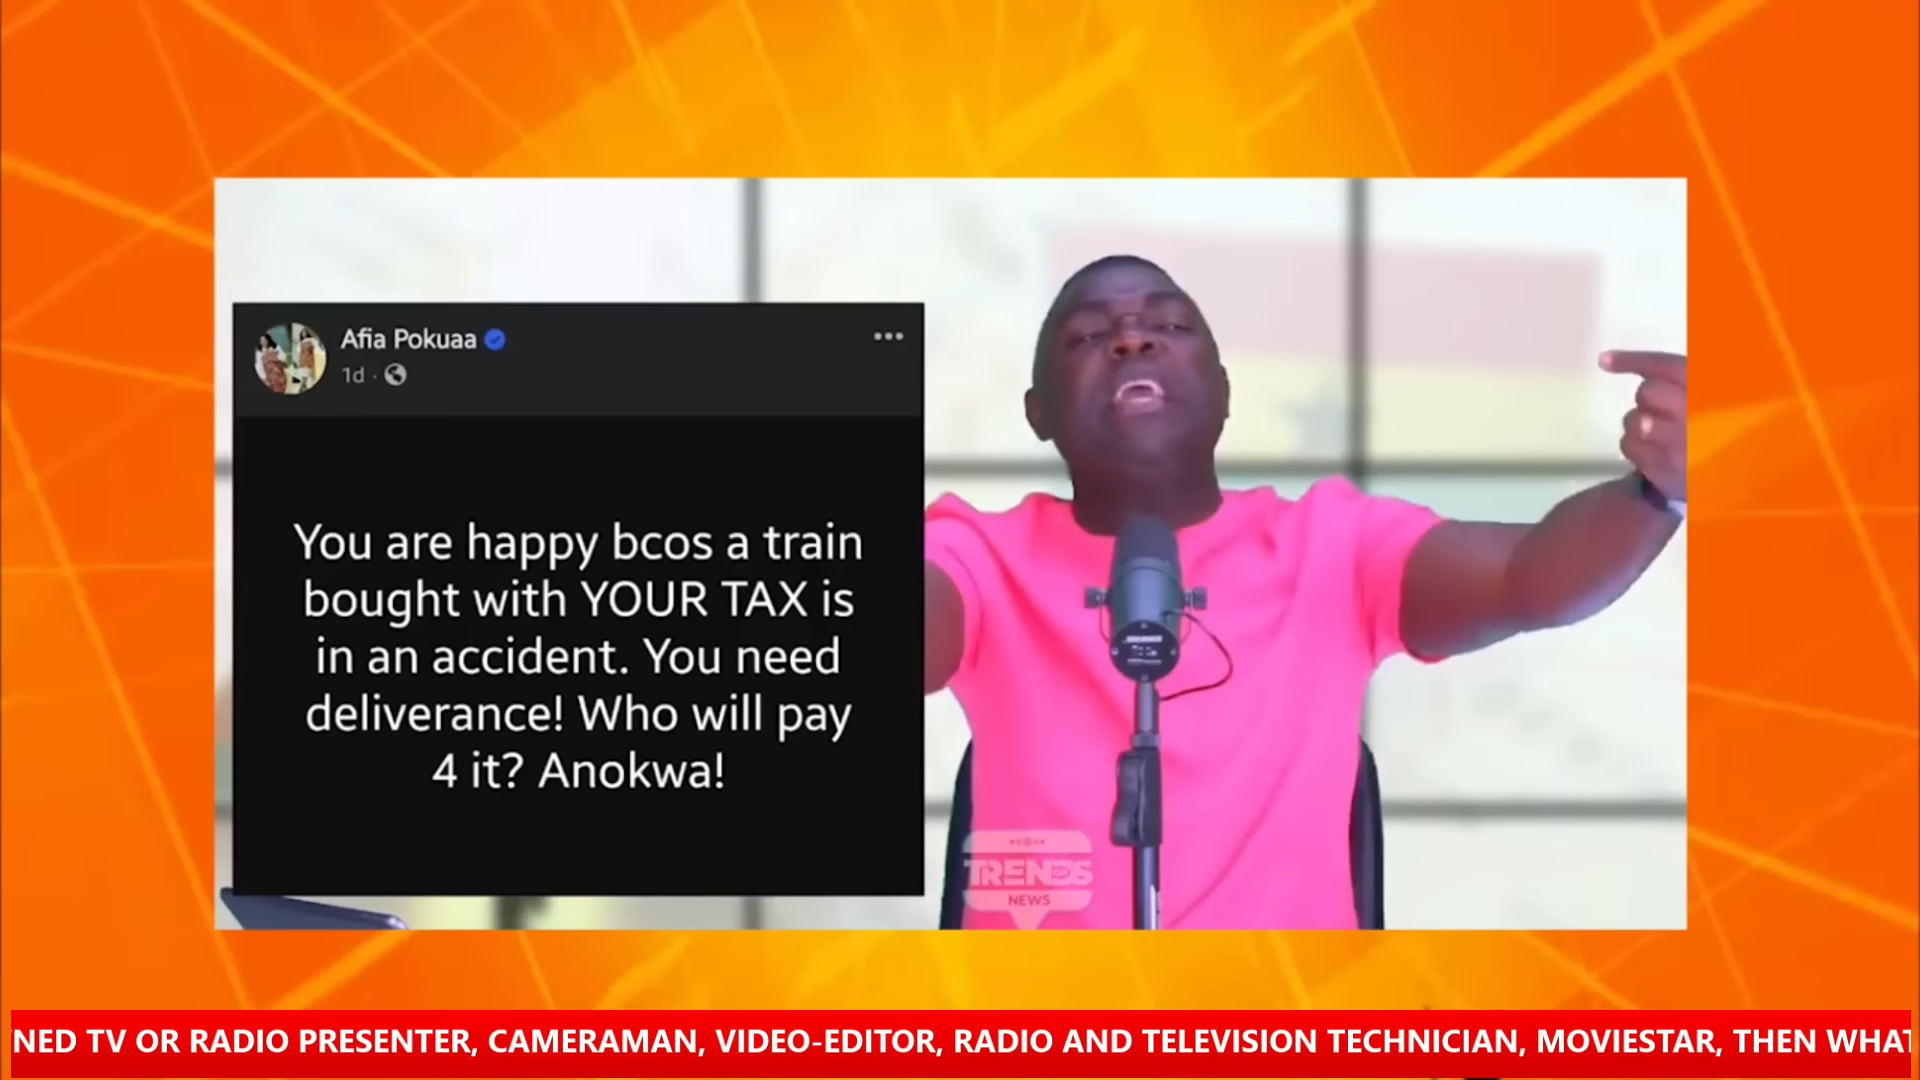 Afia Pokuaa
1d
You are happy bcos a train
bought with YOUR TAX is
in an accident. You need
deliverance! Who will pay
4 it? Anokwa!
TRENDS
NEWS
NED TV OR RADIO PRESENTER, CAMERAMAN, VIDEO-EDITOR, RADIO AND TELEVISION TECHNICIAN, MOVIESTAR, THEN WHAT